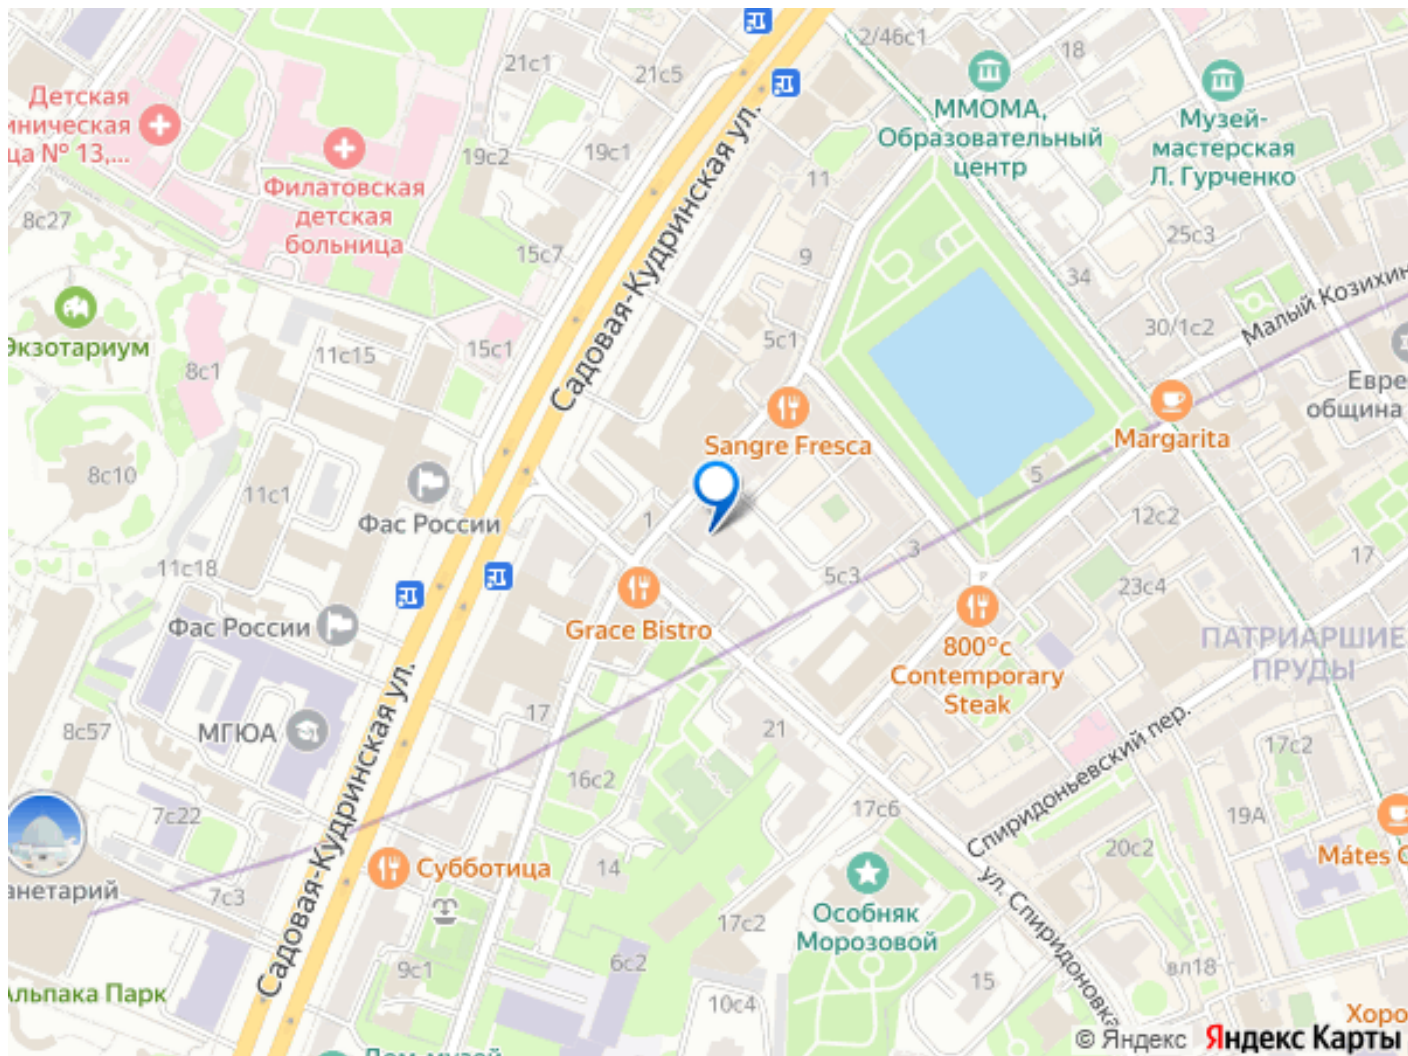 2/46с1
18
21с1
21с5
Детская
иническая
ца № 13,...
ММОМА,
Образовательный
центр
Музей-
мастерская
Л. Гурченко
19с2
19с1
Филатовская
детская
больница
11
8с27
15с7
9
25с3
34
Садовая-Кудринская ул.
Малый Козихин
Экзотариум
11с15
15с1
5с1
30/1с2
8с1
Евре
община
Sangre Fresca
Margarita
8с10
11с1
5
Фас России
1
12с2
3
17
11с18
5с3
23с4
Фас России
Grace Bistro
800°с
Contemporary
Steak
ПАТРИАРШИЕ
ПРУДЫ
МГЮА
8с57
17
21
Спиридоньевский пер.
17с2
16с2
7с22
17с6
19А
Садовая-Кудринская ул.
Субботица
14
20с2
Mátes C
анетарий
7с3
ул. Спиридоновка
17с2
Особняк
Морозовой
9с1
6с2
15
вл18
Альпака Парк
10с4
Хоро
Дом-музей
© Яндекс Яндекс Карты